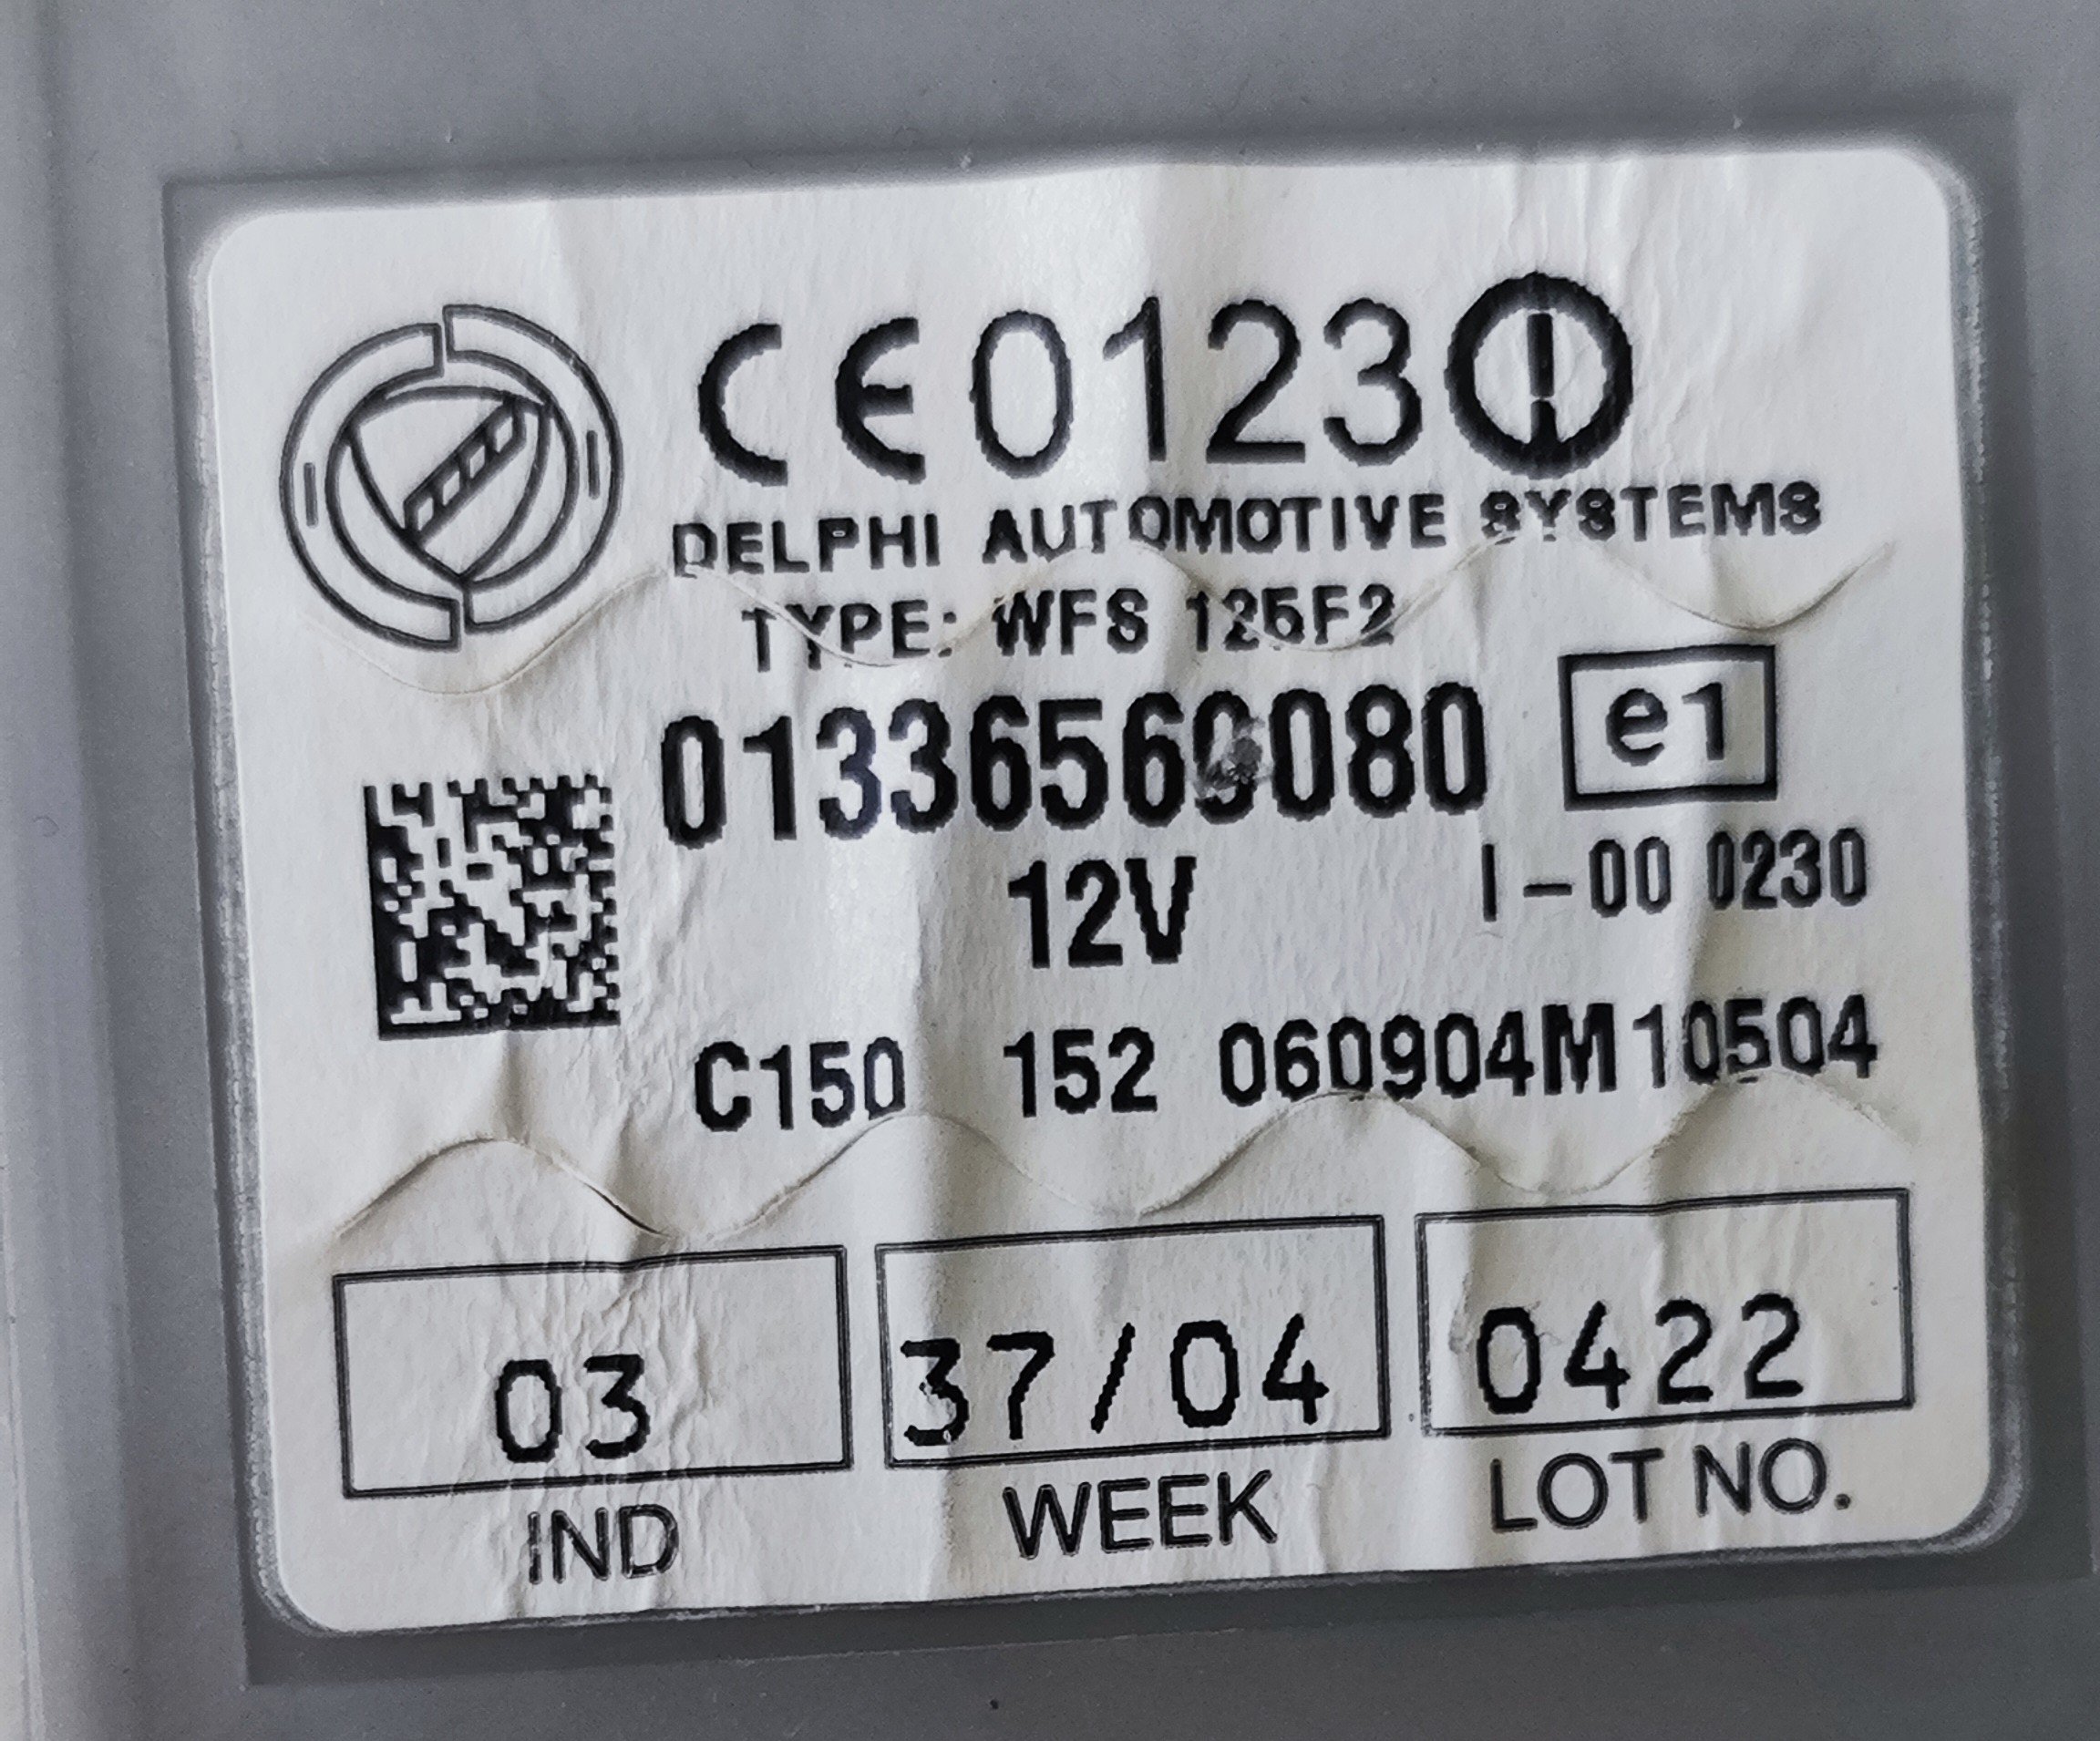 CE0123
DELPHI AUTOMOTIVE SYSTEMS
TYPE: WFS 125F2
01336569080
e1
12V
I-00 0230
C150 152 060904M10504
03
37/04
0422
IND
WEEK
LOT NO.